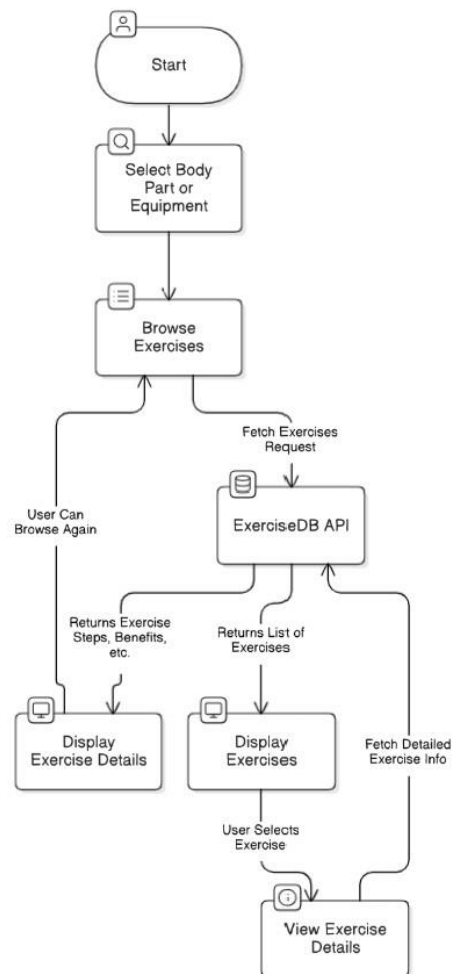 Start
Select Body
Part or
Equipment
Browse
Exercises
Fetch Exercises
Request
User Can
Browse Again
ExerciseDB API
Returns Exercise
Steps, Benefits,
etc.
Returns List of
Exercises
Display
Exercise Details
Display
Exercises
Fetch Detailed
Exercise Info
User Selects
Exercise
View Exercise
Details